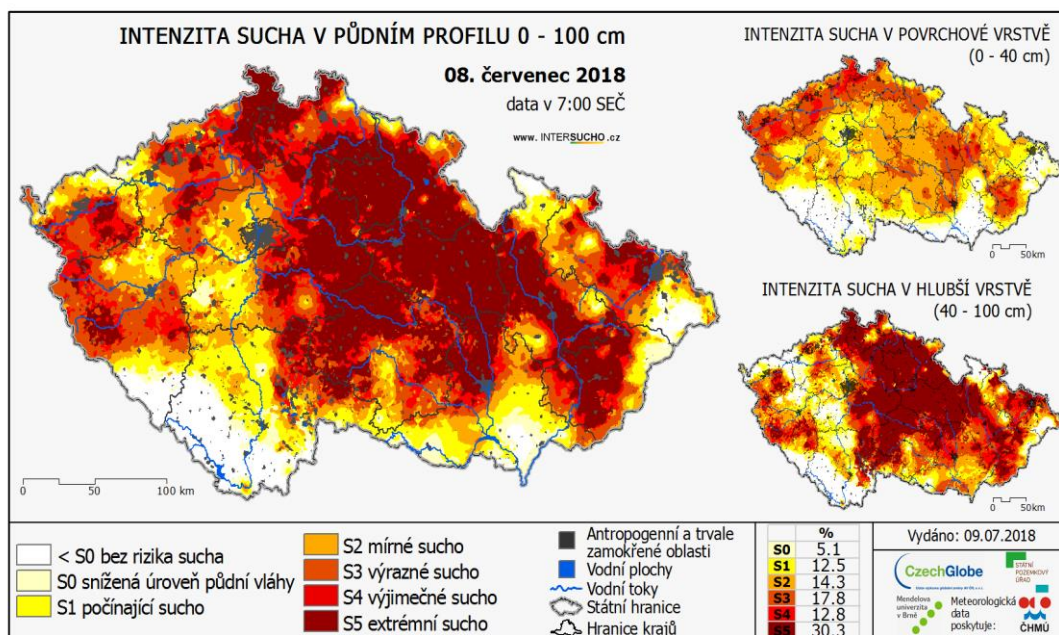 INTENZITA SUCHA V PŮDNÍM PROFILU 0 - 100 cm
08. červenec 2018
data v 7:00 SEČ
www. INTERSUCHO.cz
0 50 100 km
INTENZITA SUCHA V POVRCHOVÉ VRSTVĚ
(0 - 40 cm)
0 50km
INTENZITA SUCHA V HLUBŠÍ VRSTVĚ
(40 - 100 cm)
0 50km
< S0 bez rizika sucha
S0 snížená úroveň půdní vláhy
S1 počínající sucho
S2 mírné sucho
S3 výrazné sucho
S4 výjimečné sucho
S5 extrémní sucho
Antropogenní a trvale
zamokřené oblasti
Vodní plochy
Vodní toky
Státní hranice
Hranice krajů
%
S0 5.1
S1 12.5
S2 14.3
S3 17.8
S4 12.8
S5 30.3
Vydáno: 09.07.2018
CzechGlobe
STÁTNÍ
POZEMKOVÝ
ÚŘAD
Mendelova
univerzita
v Brně
Meteorologická
data
poskytuje:
ČHMÚ